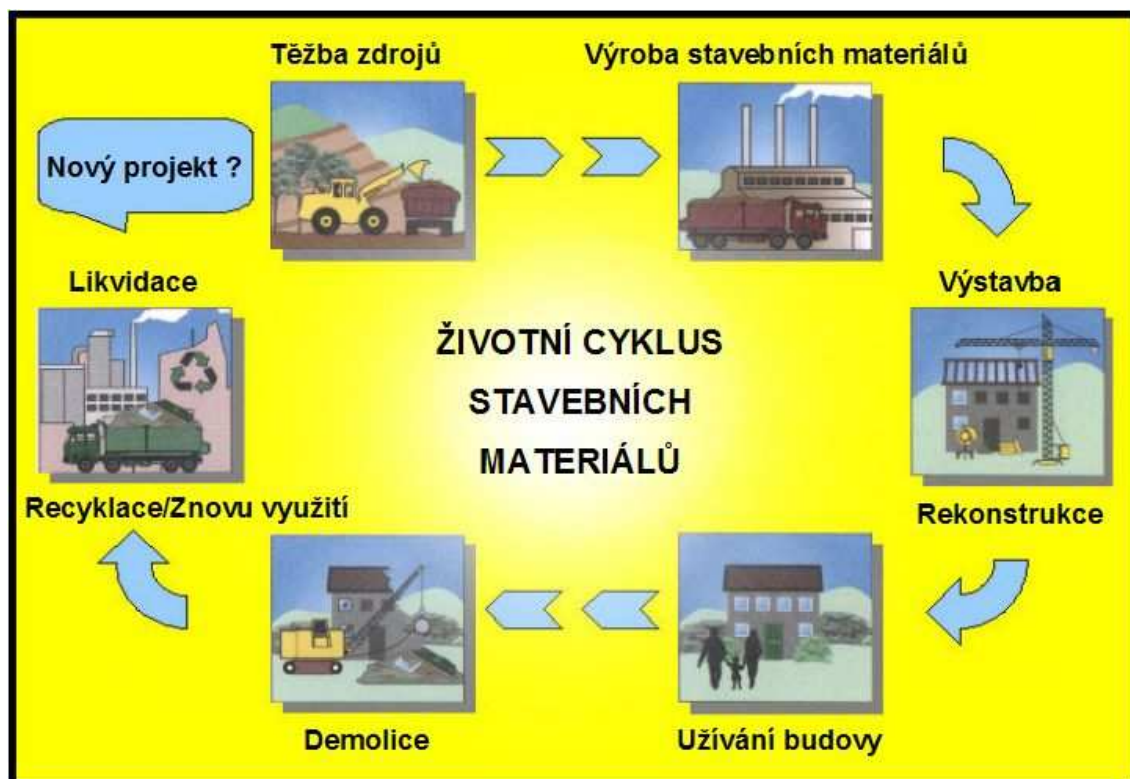 Těžba zdrojů
Výroba stavebních materiálů
Nový projekt ?
Likvidace
Výstavba
ŽIVOTNÍ CYKLUS
STAVEBNÍCH
MATERIÁLŮ
Recyklace/Znovu využití
Rekonstrukce
Demolice
Užívání budovy